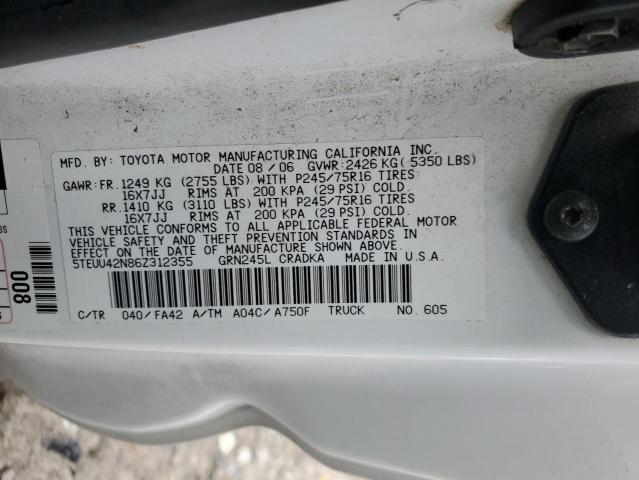 MFD. BY: TOYOTA MOTOR MANUFACTURING CALIFORNIA INC.
DATE 08 / 06 GVWR: 2426 KG( 5350 LBS)
GAWR: FR. 1249 KG (2755 LBS) WITH P245/75R16 TIRES
16X7JJ RIMS AT 200 KPA (29 PSI) COLD.
RR. 1410 KG (3110 LBS) WITH P245/75R16 TIRES
16X7JJ RIMS AT 200 KPA (29 PSI) COLD.
THIS VEHICLE CONFORMS TO ALL APPLICABLE FEDERAL MOTOR
VEHICLE SAFETY AND THEFT PREVENTION STANDARDS IN
EFFECT ON THE DATE OF MANUFACTURE SHOWN ABOVE.
5TEUU42N86Z312355 GRN245L CRADKA MADE IN U.S.A.
C/TR 040/FA42 A/TM A04C/A750F TRUCK NO. 605
008